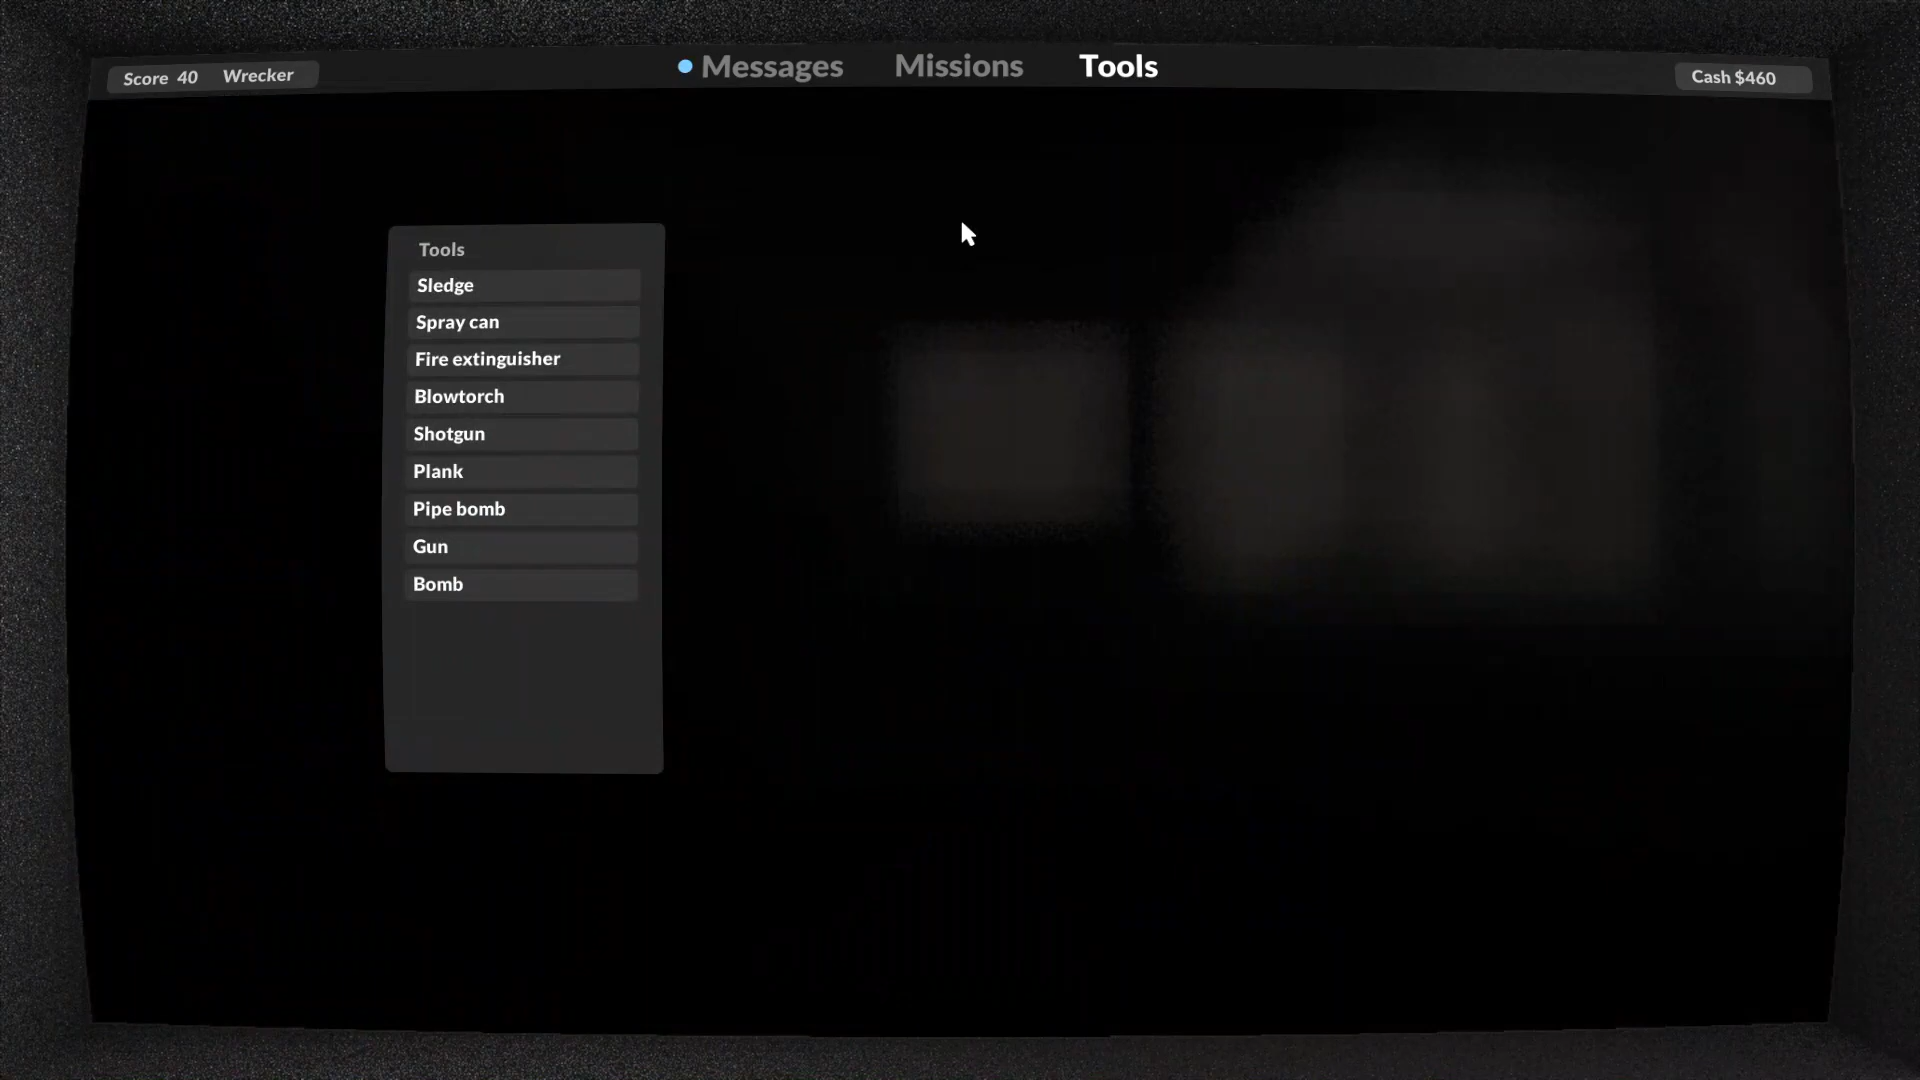 Score 40 Wrecker
Messages Missions Tools
Cash $460
Tools
Sledge
Spray can
Fire extinguisher
Blowtorch
Shotgun
Plank
Pipe bomb
Gun
Bomb